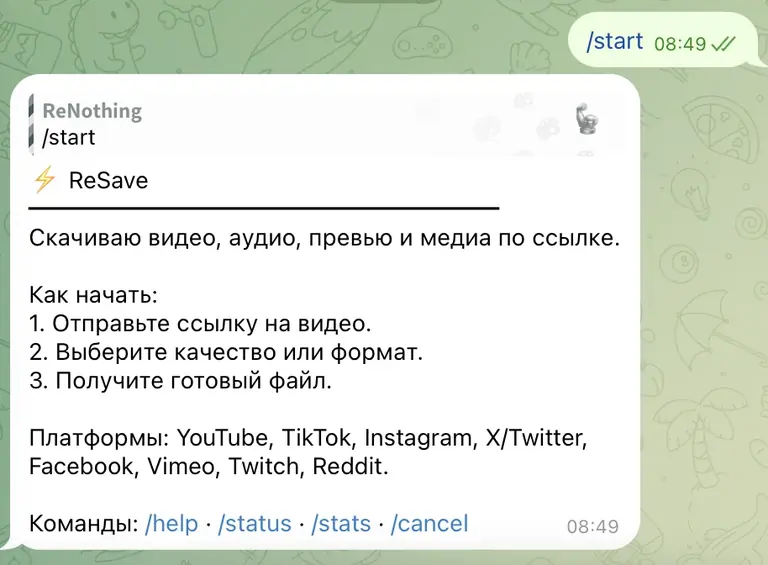 /start 08:49
ReNothing
/start
⚡ ReSave
Скачиваю видео, аудио, превью и медиа по ссылке.
Как начать:
1. Отправьте ссылку на видео.
2. Выберите качество или формат.
3. Получите готовый файл.
Платформы: YouTube, TikTok, Instagram, X/Twitter,
Facebook, Vimeo, Twitch, Reddit.
Команды: /help · /status · /stats · /cancel 08:49